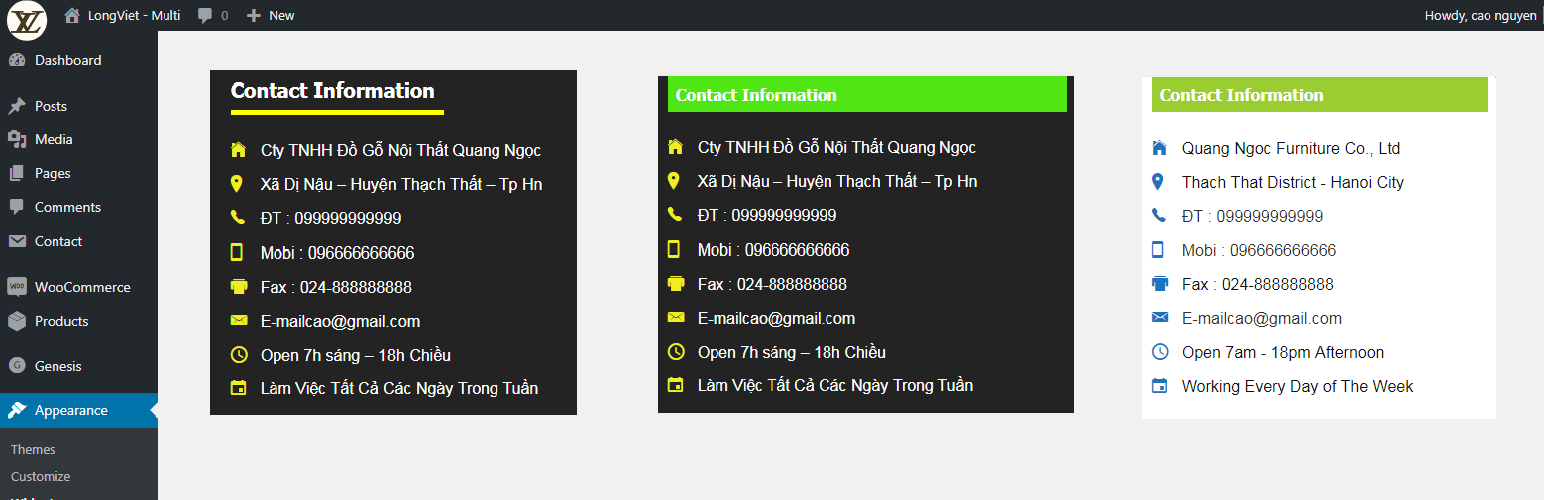 LongViet - Multi
0
New
Howdy, cao nguyen
Dashboard
Posts
Media
Pages
Comments
Contact
WooCommerce
Products
Genesis
Appearance
Themes
Customize
Contact Information
Cty TNHH Đồ Gỗ Nội Thất Quang Ngọc
Xã Dị Nậu – Huyện Thạch Thất – Tp Hn
ĐT : 099999999999
Mobi : 096666666666
Fax : 024-888888888
E-mailcao@gmail.com
Open 7h sáng – 18h Chiều
Làm Việc Tất Cả Các Ngày Trong Tuần
Contact Information
Cty TNHH Đồ Gỗ Nội Thất Quang Ngọc
Xã Dị Nậu – Huyện Thạch Thất – Tp Hn
ĐT : 099999999999
Mobi : 096666666666
Fax : 024-888888888
E-mailcao@gmail.com
Open 7h sáng – 18h Chiều
Làm Việc Tất Cả Các Ngày Trong Tuần
Contact Information
Quang Ngoc Furniture Co., Ltd
Thach That District - Hanoi City
ĐT : 099999999999
Mobi : 096666666666
Fax : 024-888888888
E-mailcao@gmail.com
Open 7am - 18pm Afternoon
Working Every Day of The Week